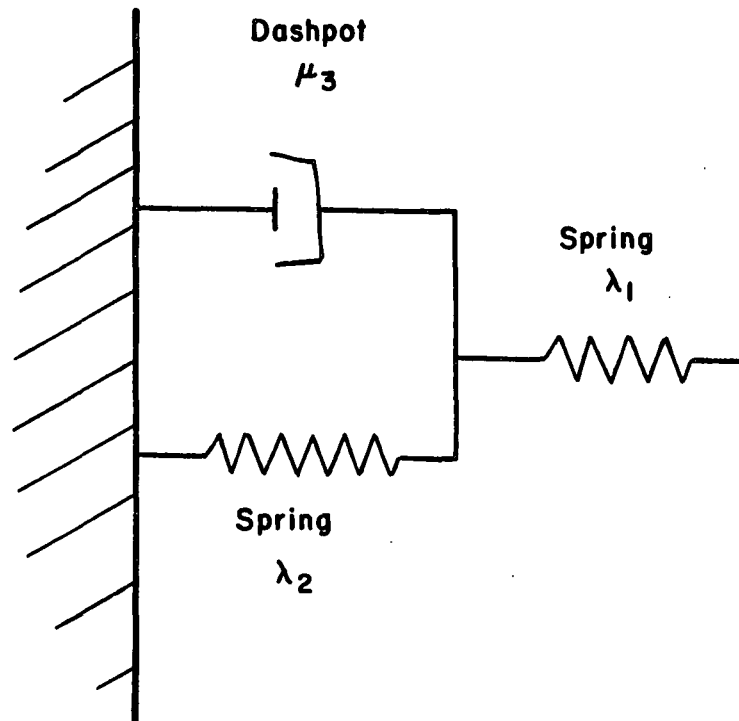 Dashpot
μ₃
Spring
λ₁
Spring
λ₂